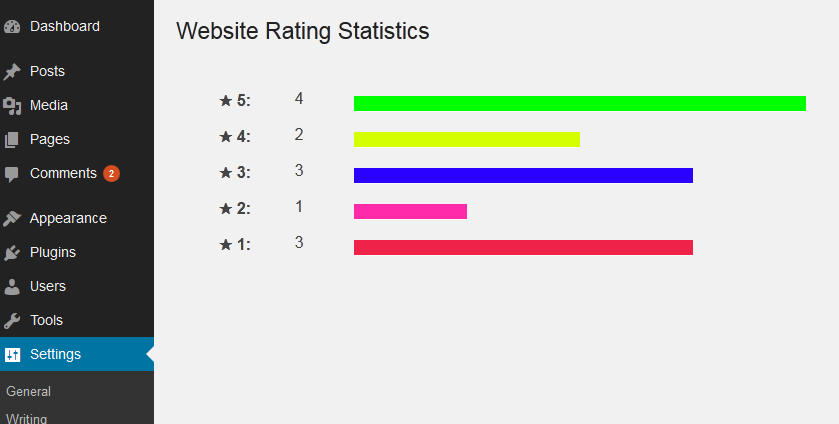 Dashboard
Posts
Media
Pages
Comments 2
Appearance
Plugins
Users
Tools
Settings
General
Writing
Website Rating Statistics
★ 5: 4
★ 4: 2
★ 3: 3
★ 2: 1
★ 1: 3